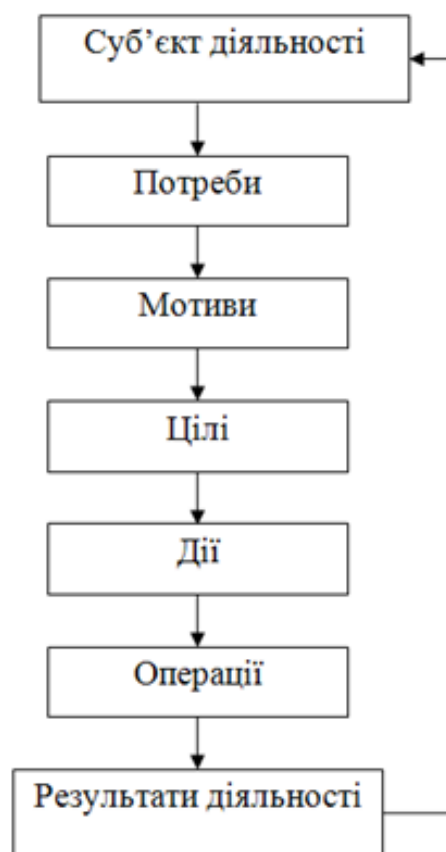 Суб’єкт діяльності
Потреби
Мотиви
Цілі
Дії
Операції
Результати діяльності